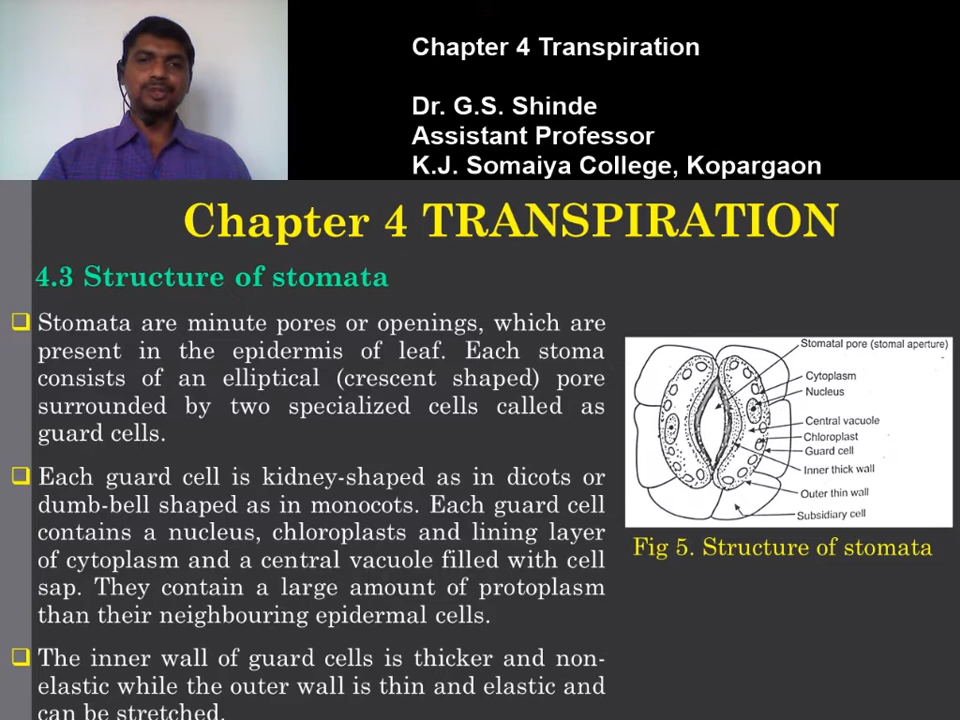 Chapter 4 Transpiration
Dr. G.S. Shinde
Assistant Professor
K.J. Somaiya College, Kopargaon
Chapter 4 TRANSPIRATION
4.3 Structure of stomata
Stomata are minute pores or openings, which are
present in the epidermis of leaf. Each stoma
consists of an elliptical (crescent shaped) pore
surrounded by two specialized cells called as
guard cells.
Each guard cell is kidney-shaped as in dicots or
dumb-bell shaped as in monocots. Each guard cell
contains a nucleus, chloroplasts and lining layer
of cytoplasm and a central vacuole filled with cell
sap. They contain a large amount of protoplasm
than their neighbouring epidermal cells.
The inner wall of guard cells is thicker and non-
elastic while the outer wall is thin and elastic and
can be stretched.
Stomatal pore (stomal aperture)
Cytoplasm
Nucleus
Central vacuole
Chloroplast
Guard cell
Inner thick wall
Outer thin wall
Subsidiary cell
Fig 5. Structure of stomata